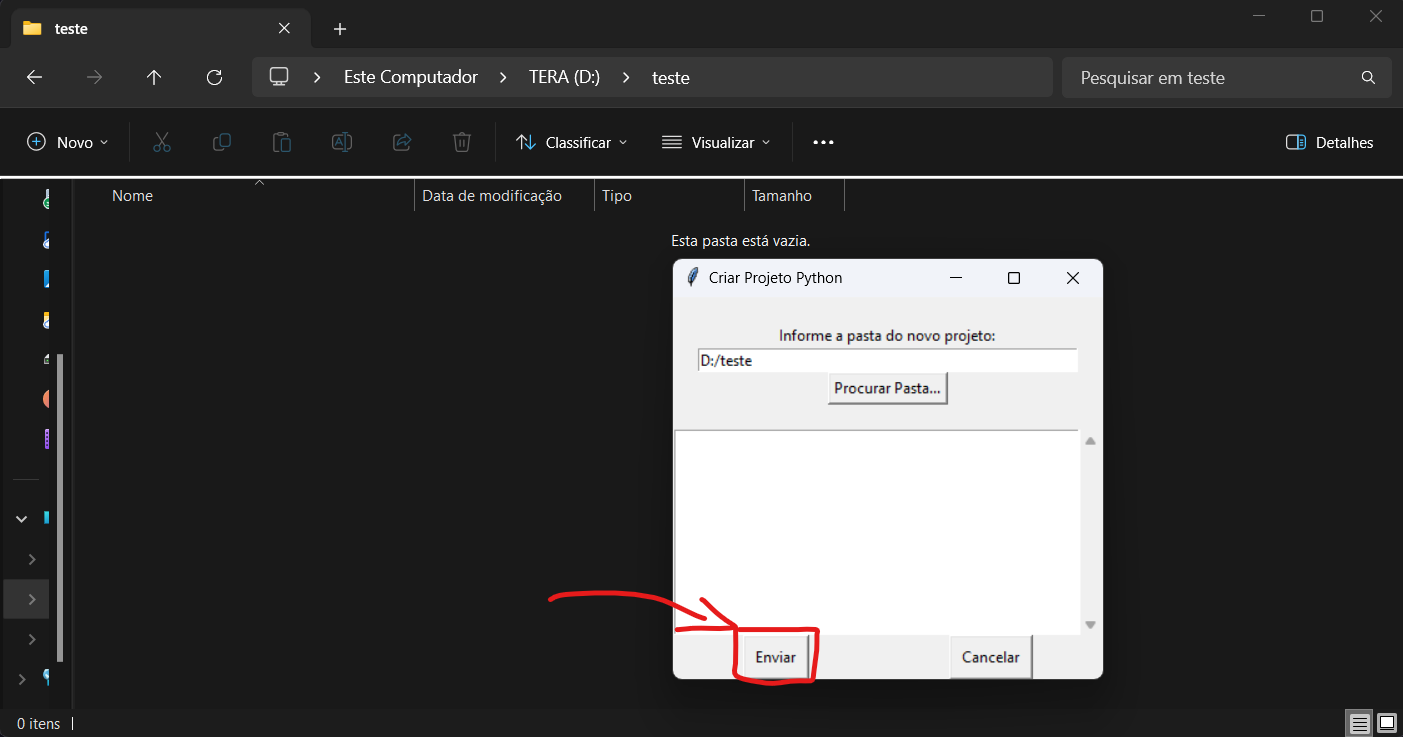 teste
Este Computador > TERA (D:) > teste
Pesquisar em teste
Novo
Classificar
Visualizar
Detalhes
Nome
Data de modificação
Tipo
Tamanho
Esta pasta está vazia.
Criar Projeto Python
Informe a pasta do novo projeto:
D:/teste
Procurar Pasta...
Enviar
Cancelar
0 itens